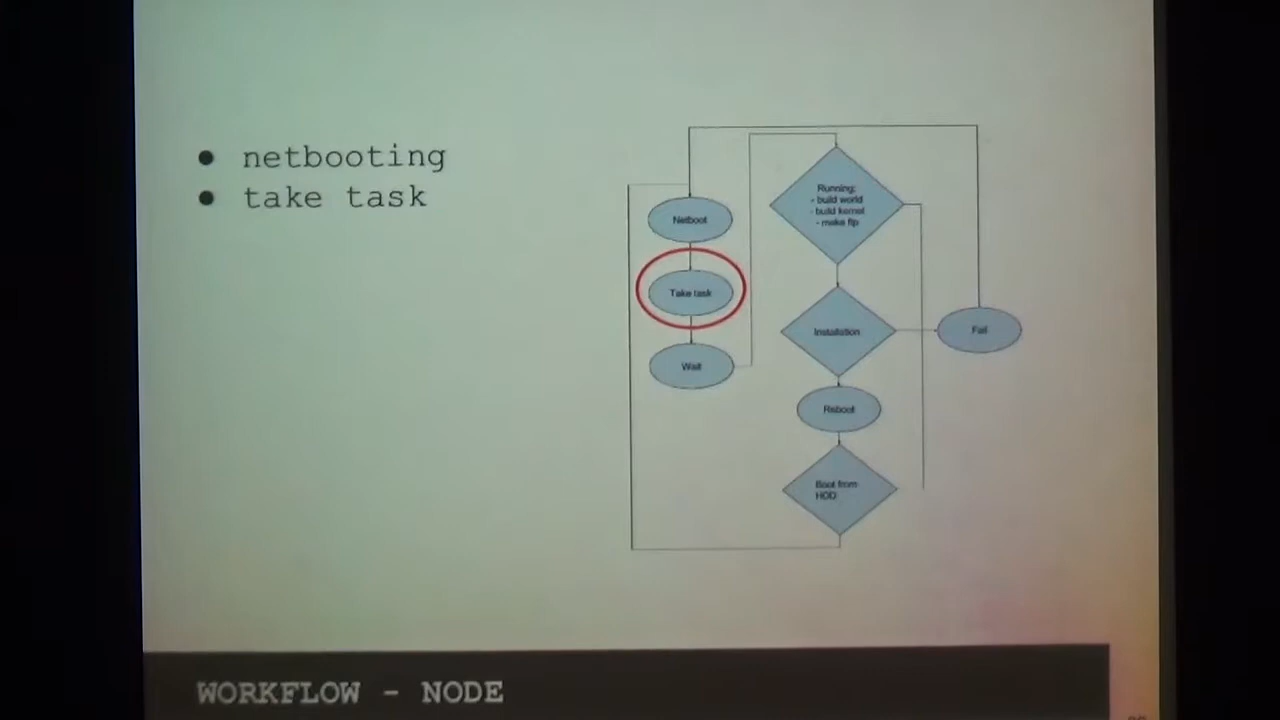 ● netbooting
● take task
Netboot
Take task
Wait
Running:
- build world
- build kernel
- make ftp
Installation
Fail
Reboot
Boot from
HDD
WORKFLOW - NODE